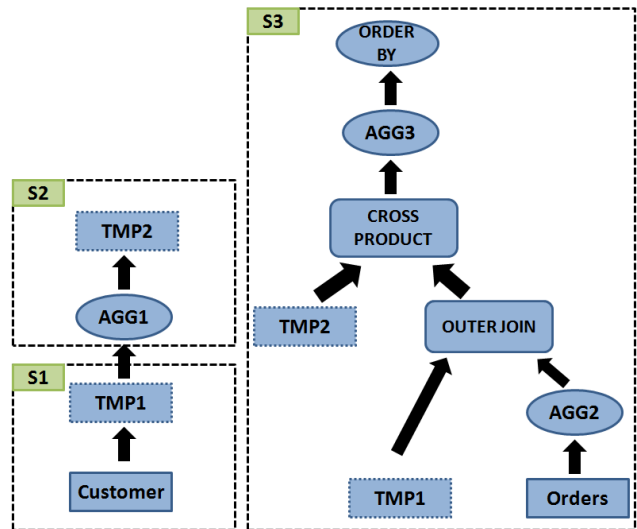 S3
ORDER
BY
AGG3
S2
CROSS
PRODUCT
TMP2
AGG1
TMP2
OUTER JOIN
S1
TMP1
AGG2
Customer
TMP1
Orders